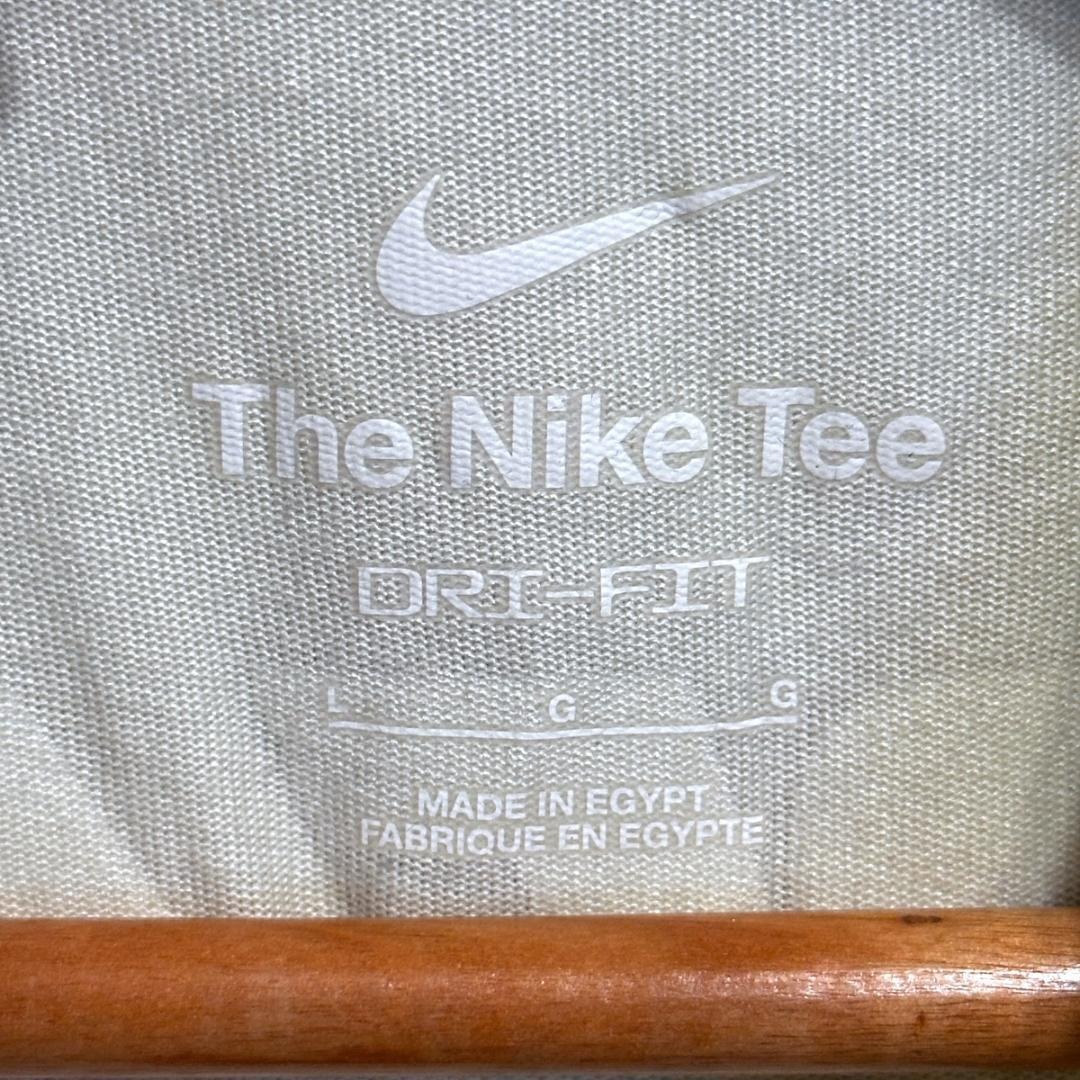 The Nike Tee
DRI-FIT
L G G
MADE IN EGYPT
FABRIQUE EN EGYPTE